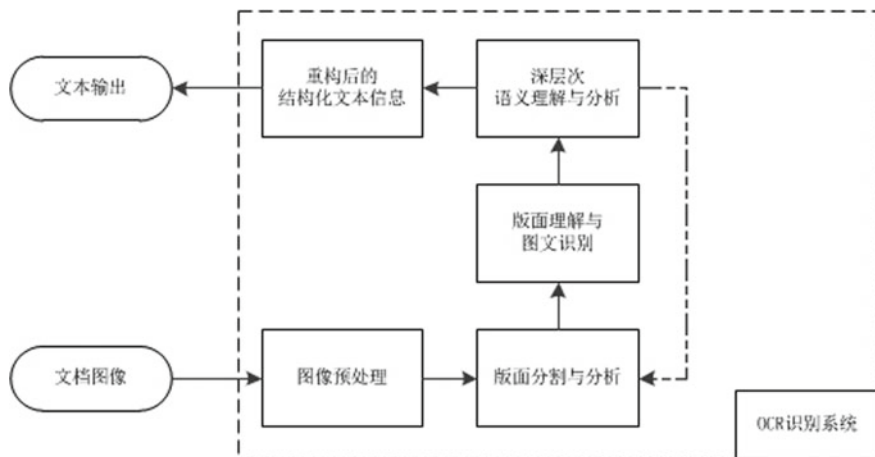 文本输出
重构后的
结构化文本信息
深层次
语义理解与分析
版面理解与
图文识别
文档图像
图像预处理
版面分割与分析
OCR识别系统